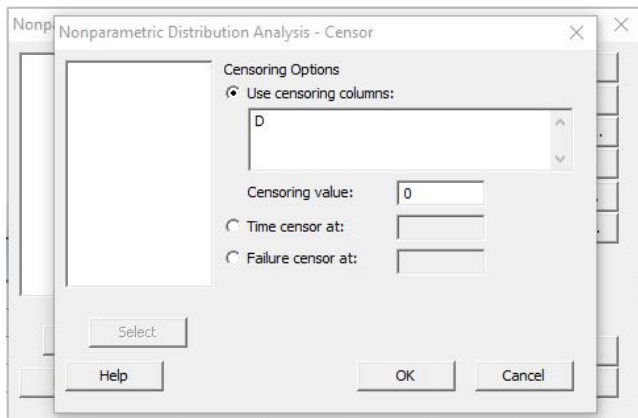 Nonp
Nonparametric Distribution Analysis - Censor
Censoring Options
Use censoring columns:
D
Censoring value:
0
Time censor at:
Failure censor at:
Select
Help
OK
Cancel